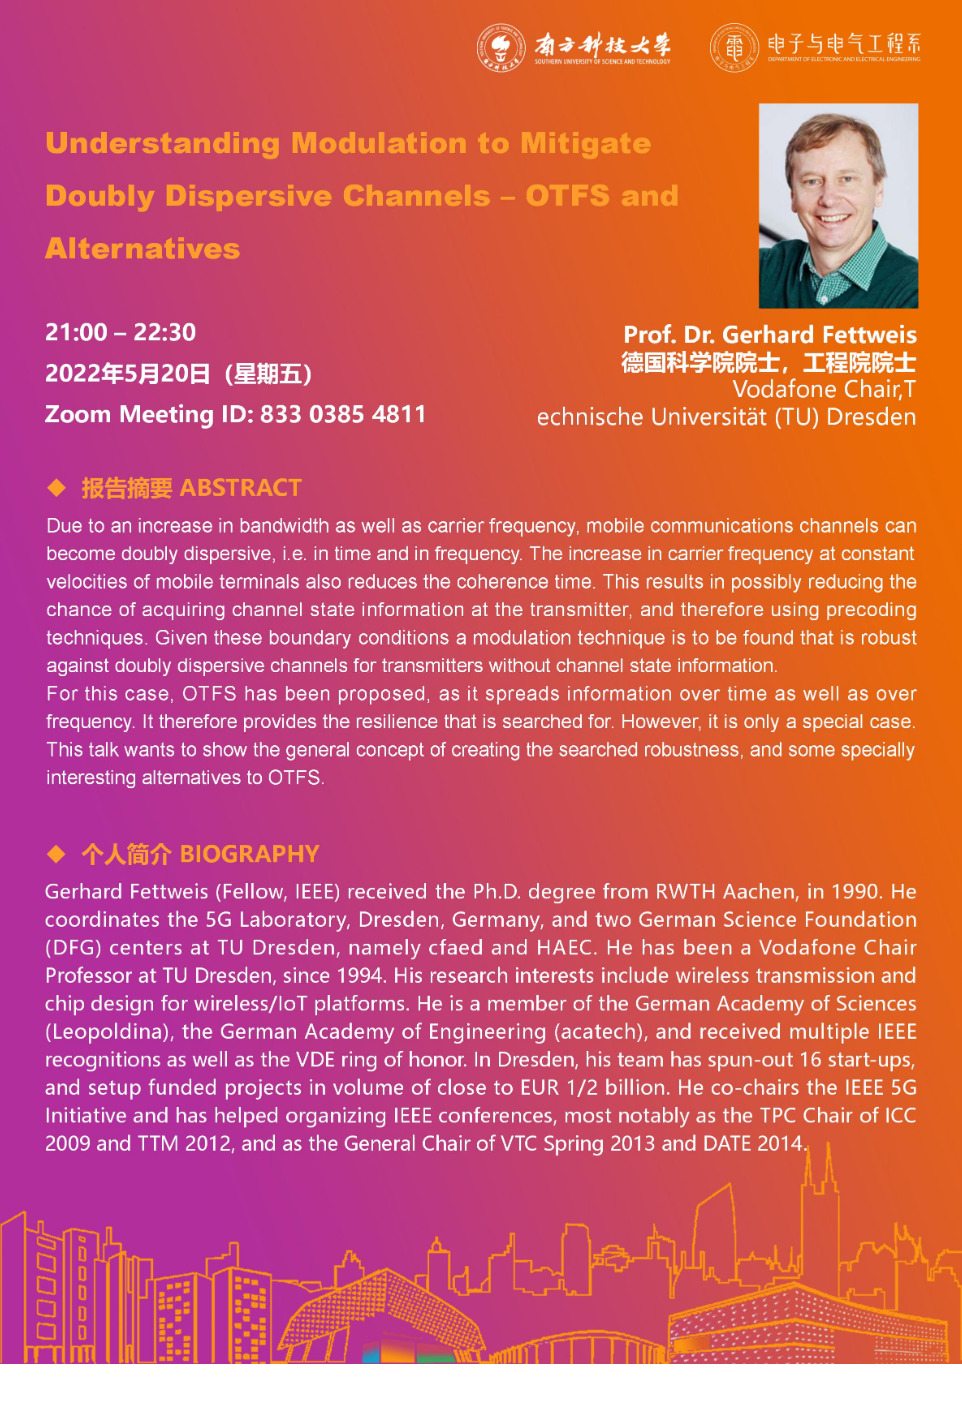 南方科技大学
SOUTHERN UNIVERSITY OF SCIENCE AND TECHNOLOGY
电子与电气工程系
DEPARTMENT OF ELECTRONIC AND ELECTRICAL ENGINEERING
Understanding Modulation to Mitigate
Doubly Dispersive Channels – OTFS and
Alternatives
21:00 – 22:30
2022年5月20日（星期五）
Zoom Meeting ID: 833 0385 4811
Prof. Dr. Gerhard Fettweis
德国科学院院士，工程院院士
Vodafone Chair,T
echnische Universität (TU) Dresden
◆ 报告摘要 ABSTRACT
Due to an increase in bandwidth as well as carrier frequency, mobile communications channels can
become doubly dispersive, i.e. in time and in frequency. The increase in carrier frequency at constant
velocities of mobile terminals also reduces the coherence time. This results in possibly reducing the
chance of acquiring channel state information at the transmitter, and therefore using precoding
techniques. Given these boundary conditions a modulation technique is to be found that is robust
against doubly dispersive channels for transmitters without channel state information.
For this case, OTFS has been proposed, as it spreads information over time as well as over
frequency. It therefore provides the resilience that is searched for. However, it is only a special case.
This talk wants to show the general concept of creating the searched robustness, and some specially
interesting alternatives to OTFS.
◆ 个人简介 BIOGRAPHY
Gerhard Fettweis (Fellow, IEEE) received the Ph.D. degree from RWTH Aachen, in 1990. He
coordinates the 5G Laboratory, Dresden, Germany, and two German Science Foundation
(DFG) centers at TU Dresden, namely cfaed and HAEC. He has been a Vodafone Chair
Professor at TU Dresden, since 1994. His research interests include wireless transmission and
chip design for wireless/IoT platforms. He is a member of the German Academy of Sciences
(Leopoldina), the German Academy of Engineering (acatech), and received multiple IEEE
recognitions as well as the VDE ring of honor. In Dresden, his team has spun-out 16 start-ups,
and setup funded projects in volume of close to EUR 1/2 billion. He co-chairs the IEEE 5G
Initiative and has helped organizing IEEE conferences, most notably as the TPC Chair of ICC
2009 and TTM 2012, and as the General Chair of VTC Spring 2013 and DATE 2014.